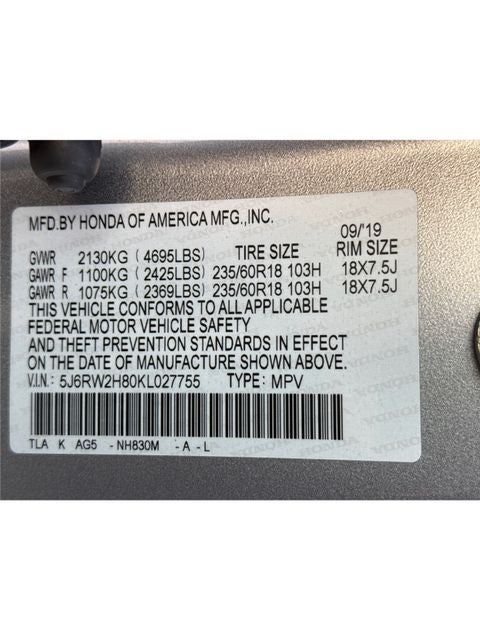 MFD.BY HONDA OF AMERICA MFG.,INC.
09/'19
GVWR 2130KG ( 4695LBS) TIRE SIZE RIM SIZE
GAWR F 1100KG ( 2425LBS) 235/60R18 103H 18X7.5J
GAWR R 1075KG ( 2369LBS) 235/60R18 103H 18X7.5J
THIS VEHICLE CONFORMS TO ALL APPLICABLE
FEDERAL MOTOR VEHICLE SAFETY
AND THEFT PREVENTION STANDARDS IN EFFECT
ON THE DATE OF MANUFACTURE SHOWN ABOVE.
V.I.N.: 5J6RW2H80KL027755 TYPE: MPV
TLA K AG5 -NH830M -A-L